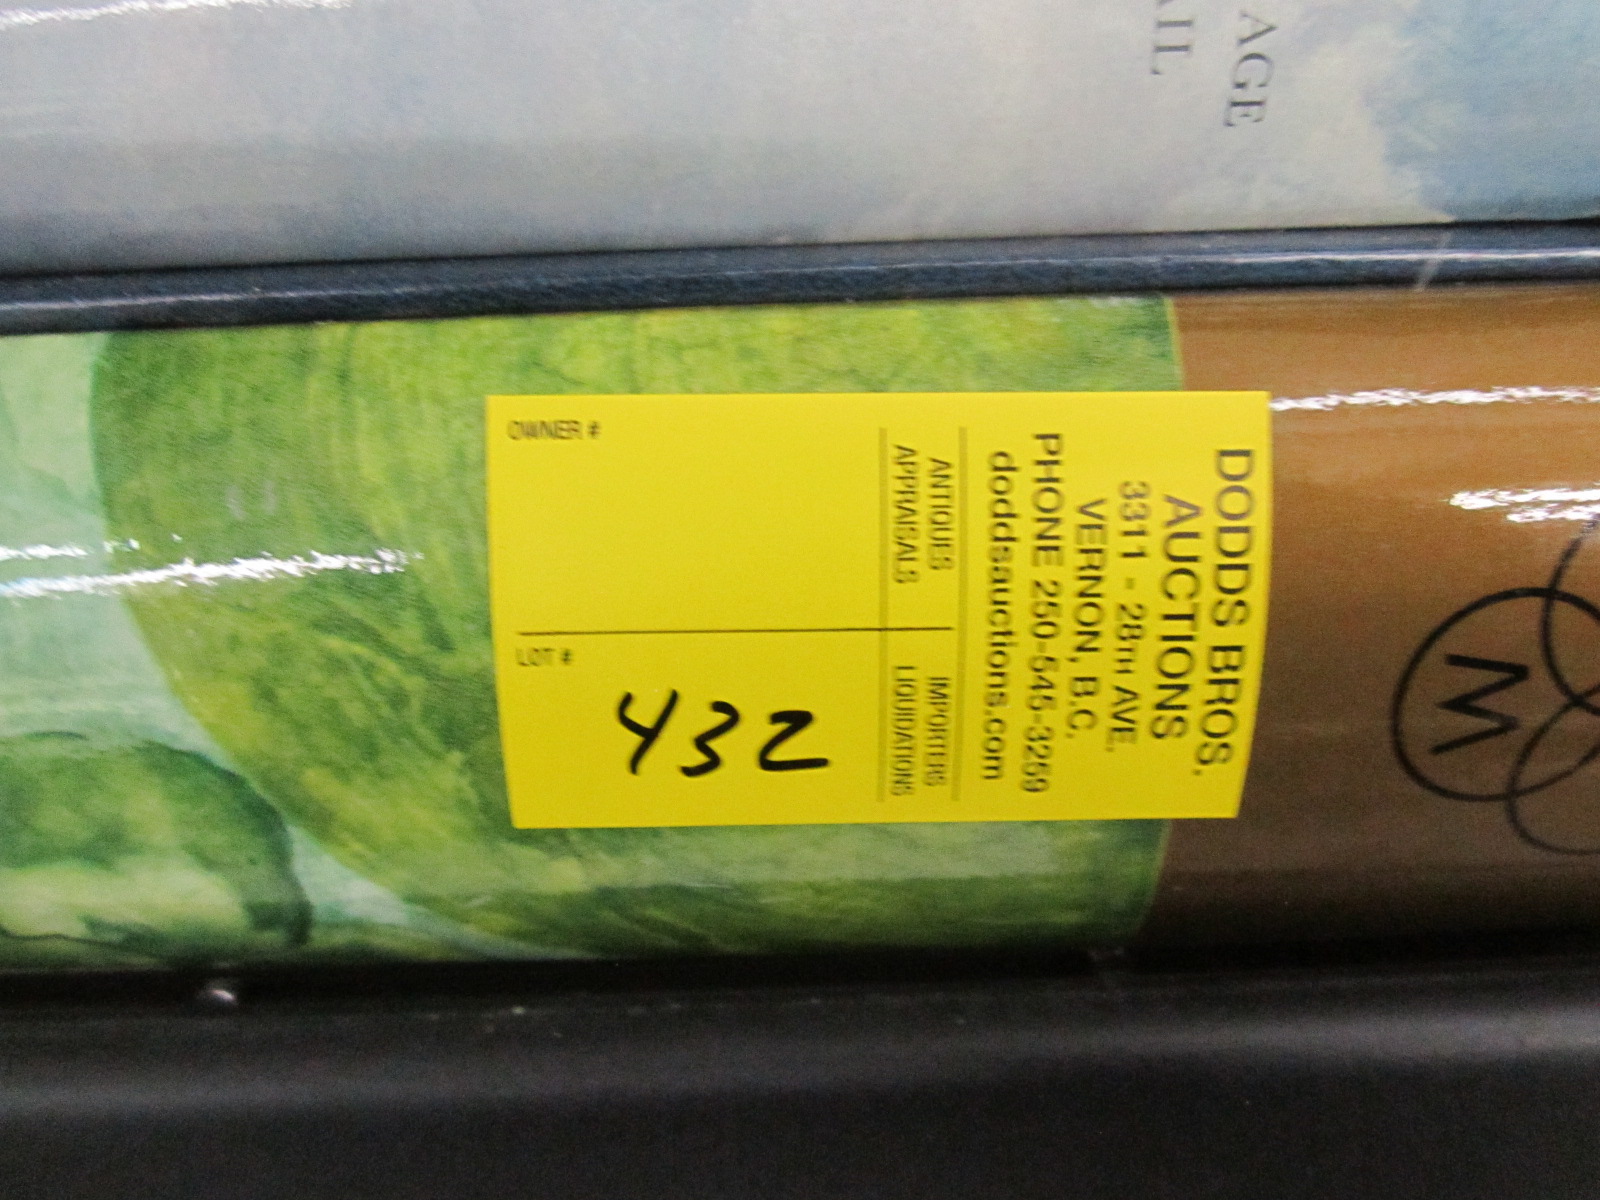 AGE
AIL
DODDS BROS.
AUCTIONS
3311 - 28TH AVE.
VERNON, B.C.
PHONE 250-545-3259
doddsauctions.com
ANTIQUES IMPORTERS
APPRAISALS LIQUIDATIONS
OWNER # LOT #
432
W